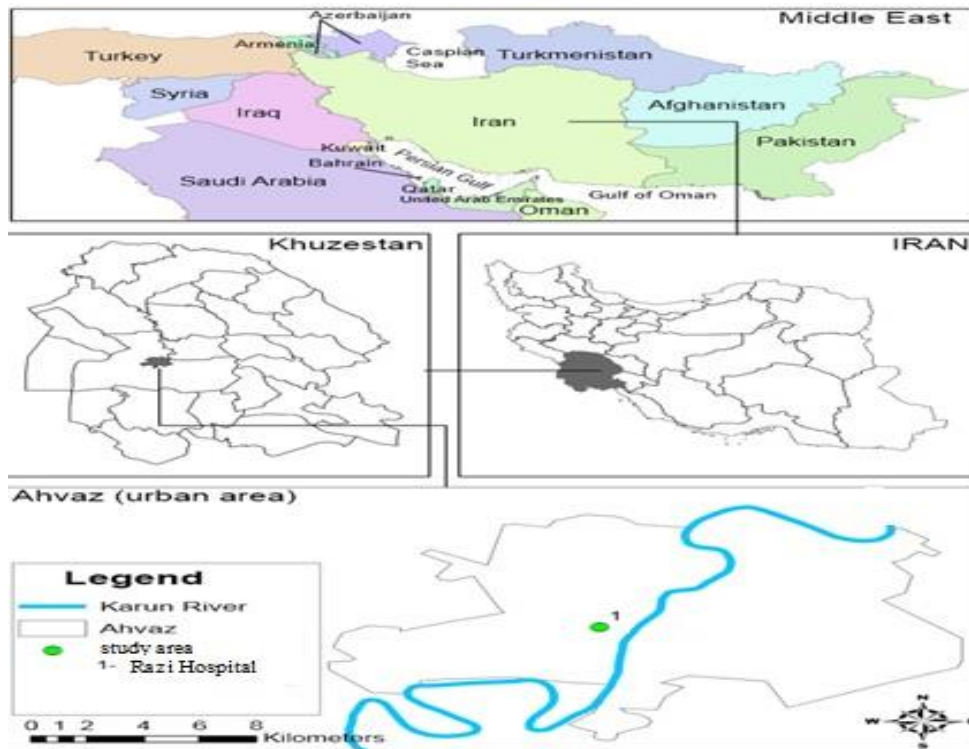 Middle East
Azerbaijan
Armenia
Turkey
Caspian
Sea
Turkmenistan
Syria
Iraq
Iran
Afghanistan
Pakistan
Kuwait
Bahrain
Persian Gulf
Saudi Arabia
Qatar
United Arab Emirates
Gulf of Oman
Oman
Khuzestan
IRAN
Ahvaz (urban area)
Legend
Karun River
Ahvaz
study area
1- Razi Hospital
1
0 1 2 4 6 8
Kilometers
N
W
S